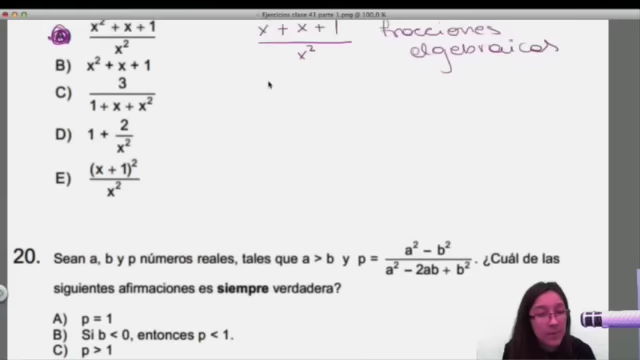 Ejercicios clase 41 parte 1.png @ 100,0 %
A) x² + x + 1 / x²
x + x + 1 / x²
fracciones
algebraicas
B) x² + x + 1
C) 3 / 1 + x + x²
D) 1 + 2 / x²
E) (x + 1)² / x²
20. Sean a, b y p números reales, tales que a > b y p = a² − b² / a² − 2ab + b² . ¿Cuál de las
siguientes afirmaciones es siempre verdadera?
A) p = 1
B) Si b < 0, entonces p < 1.
C) p > 1